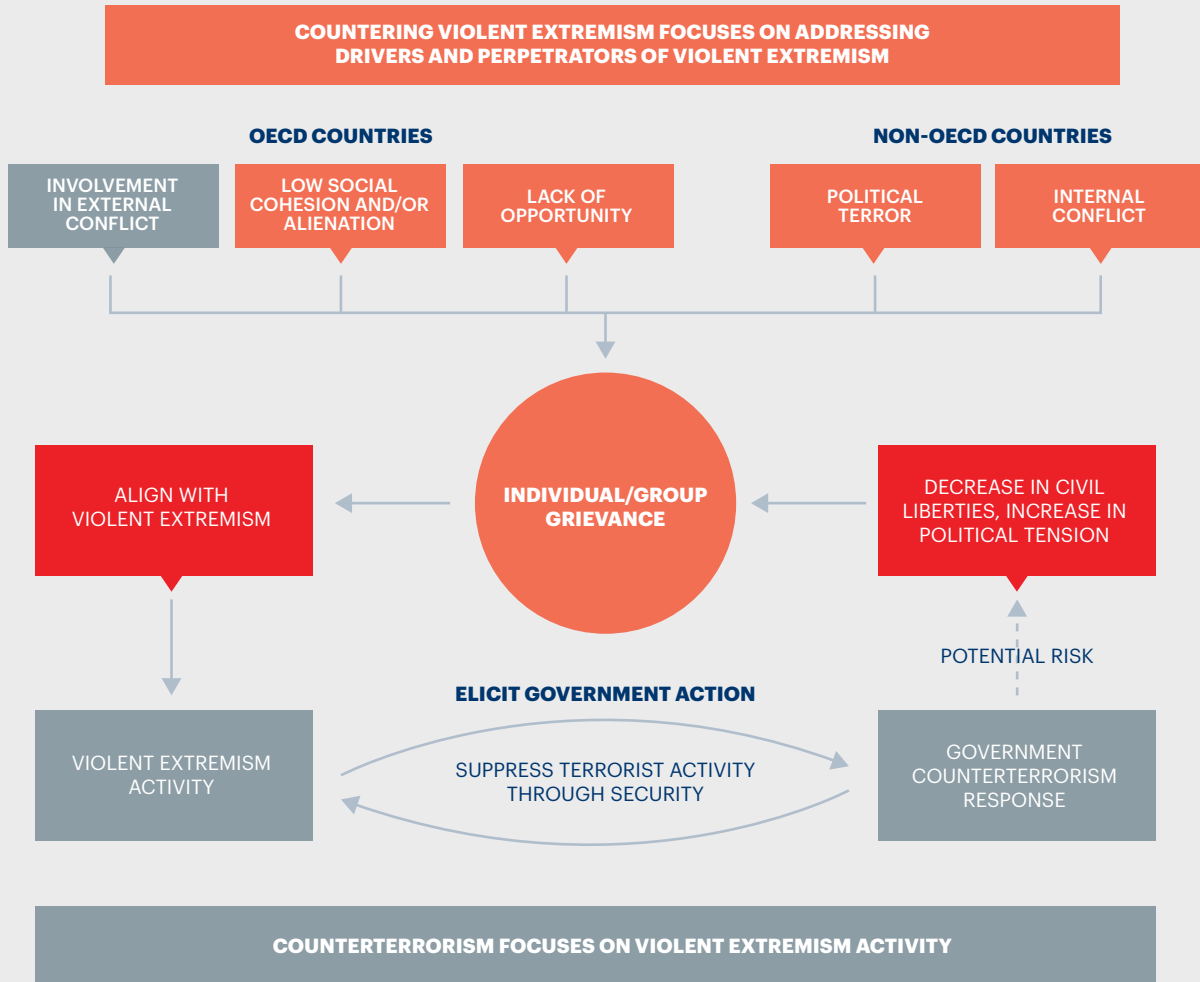 COUNTERING VIOLENT EXTREMISM FOCUSES ON ADDRESSING
DRIVERS AND PERPETRATORS OF VIOLENT EXTREMISM
OECD COUNTRIES
NON-OECD COUNTRIES
INVOLVEMENT
IN EXTERNAL
CONFLICT
LOW SOCIAL
COHESION AND/OR
ALIENATION
LACK OF
OPPORTUNITY
POLITICAL
TERROR
INTERNAL
CONFLICT
ALIGN WITH
VIOLENT EXTREMISM
INDIVIDUAL/GROUP
GRIEVANCE
DECREASE IN CIVIL
LIBERTIES, INCREASE IN
POLITICAL TENSION
POTENTIAL RISK
ELICIT GOVERNMENT ACTION
VIOLENT EXTREMISM
ACTIVITY
SUPPRESS TERRORIST ACTIVITY
THROUGH SECURITY
GOVERNMENT
COUNTERTERRORISM
RESPONSE
COUNTERTERRORISM FOCUSES ON VIOLENT EXTREMISM ACTIVITY